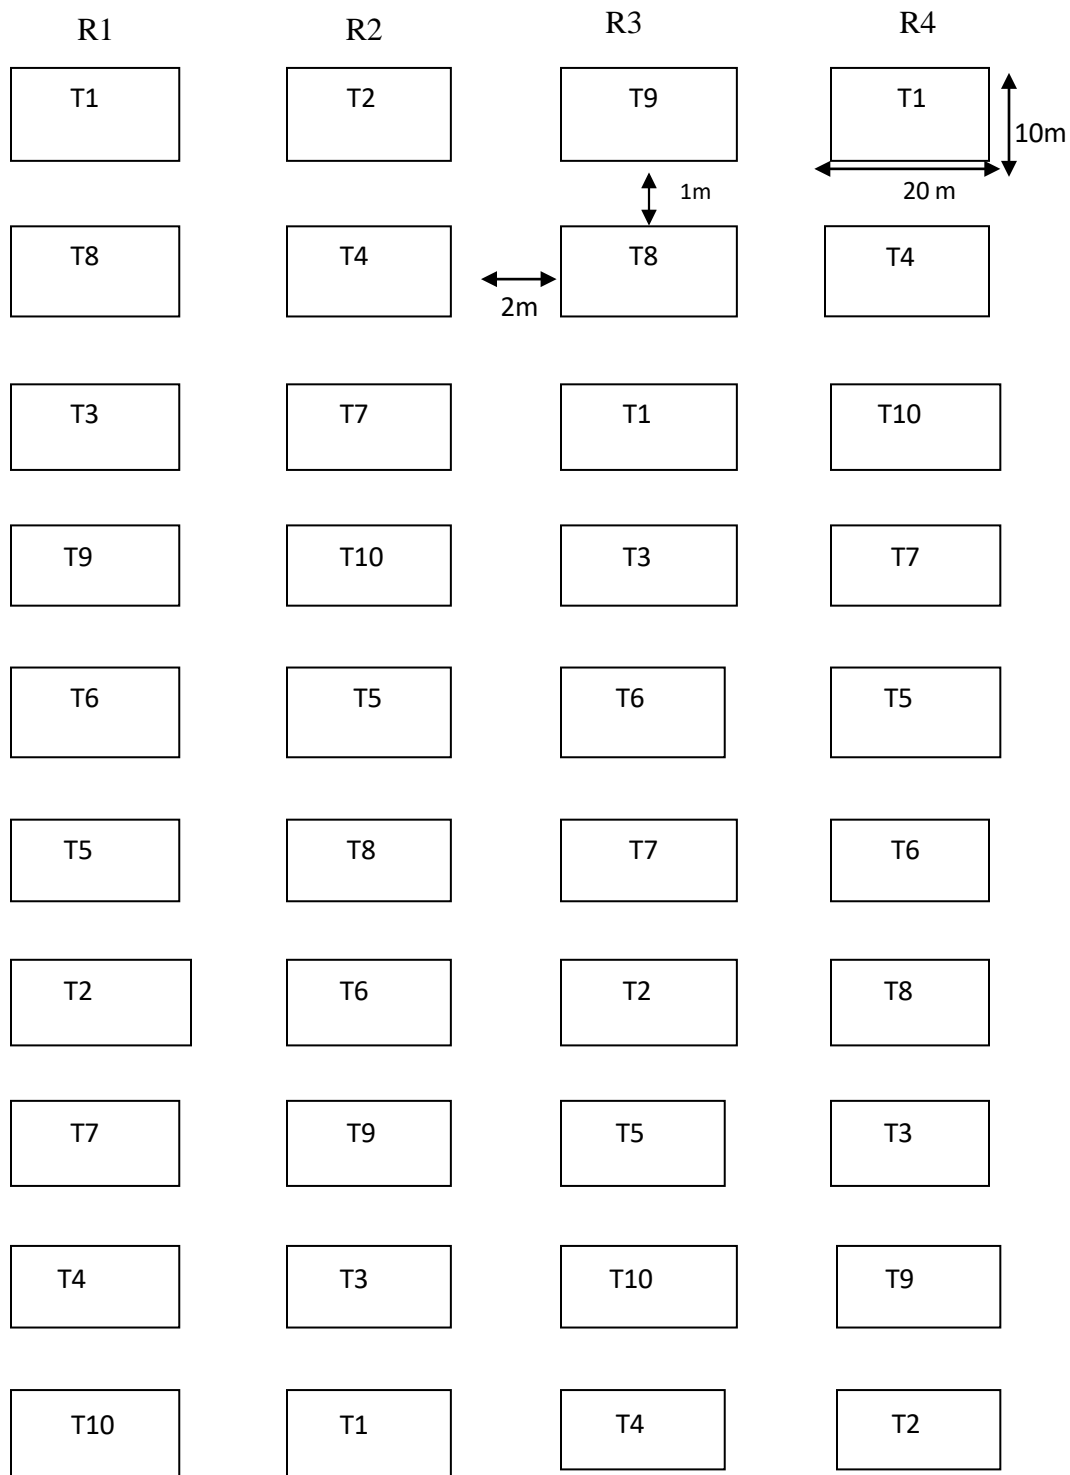 R1 R2 R3 R4
T1 T2 T9 T1
10m
1m 20 m
T8 T4 T8 T4
2m
T3 T7 T1 T10
T9 T10 T3 T7
T6 T5 T6 T5
T5 T8 T7 T6
T2 T6 T2 T8
T7 T9 T5 T3
T4 T3 T10 T9
T10 T1 T4 T2